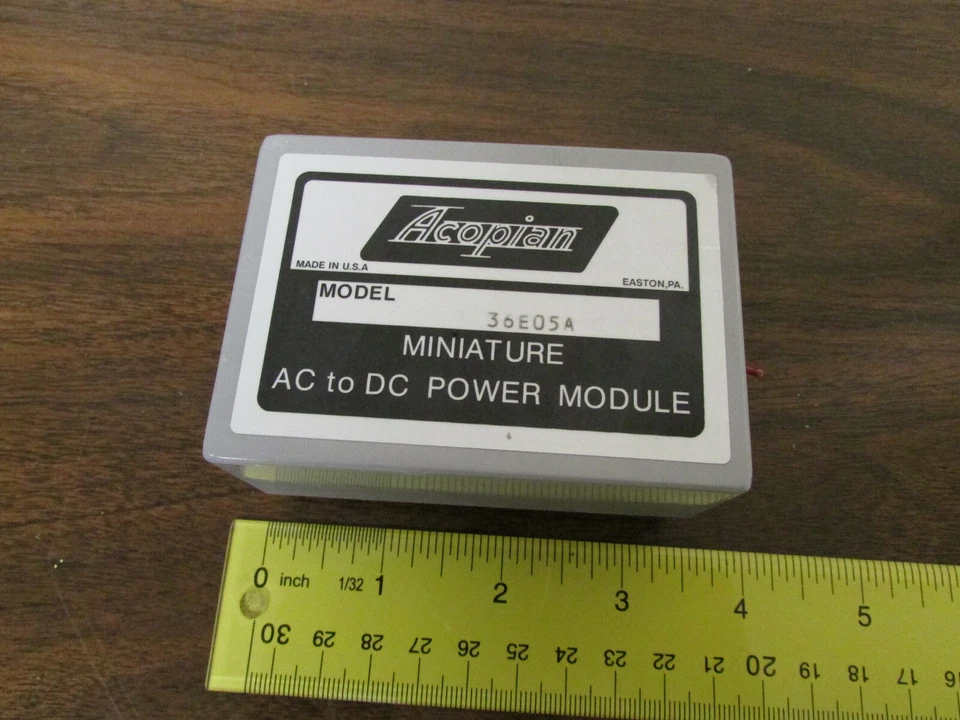 Acopian
MADE IN U.S.A
EASTON,PA.
MODEL
36E05A
MINIATURE
AC to DC POWER MODULE
0 inch 1/32 1 2 3 4 5
30 29 28 27 26 25 24 23 22 21 20 19 18 17 16